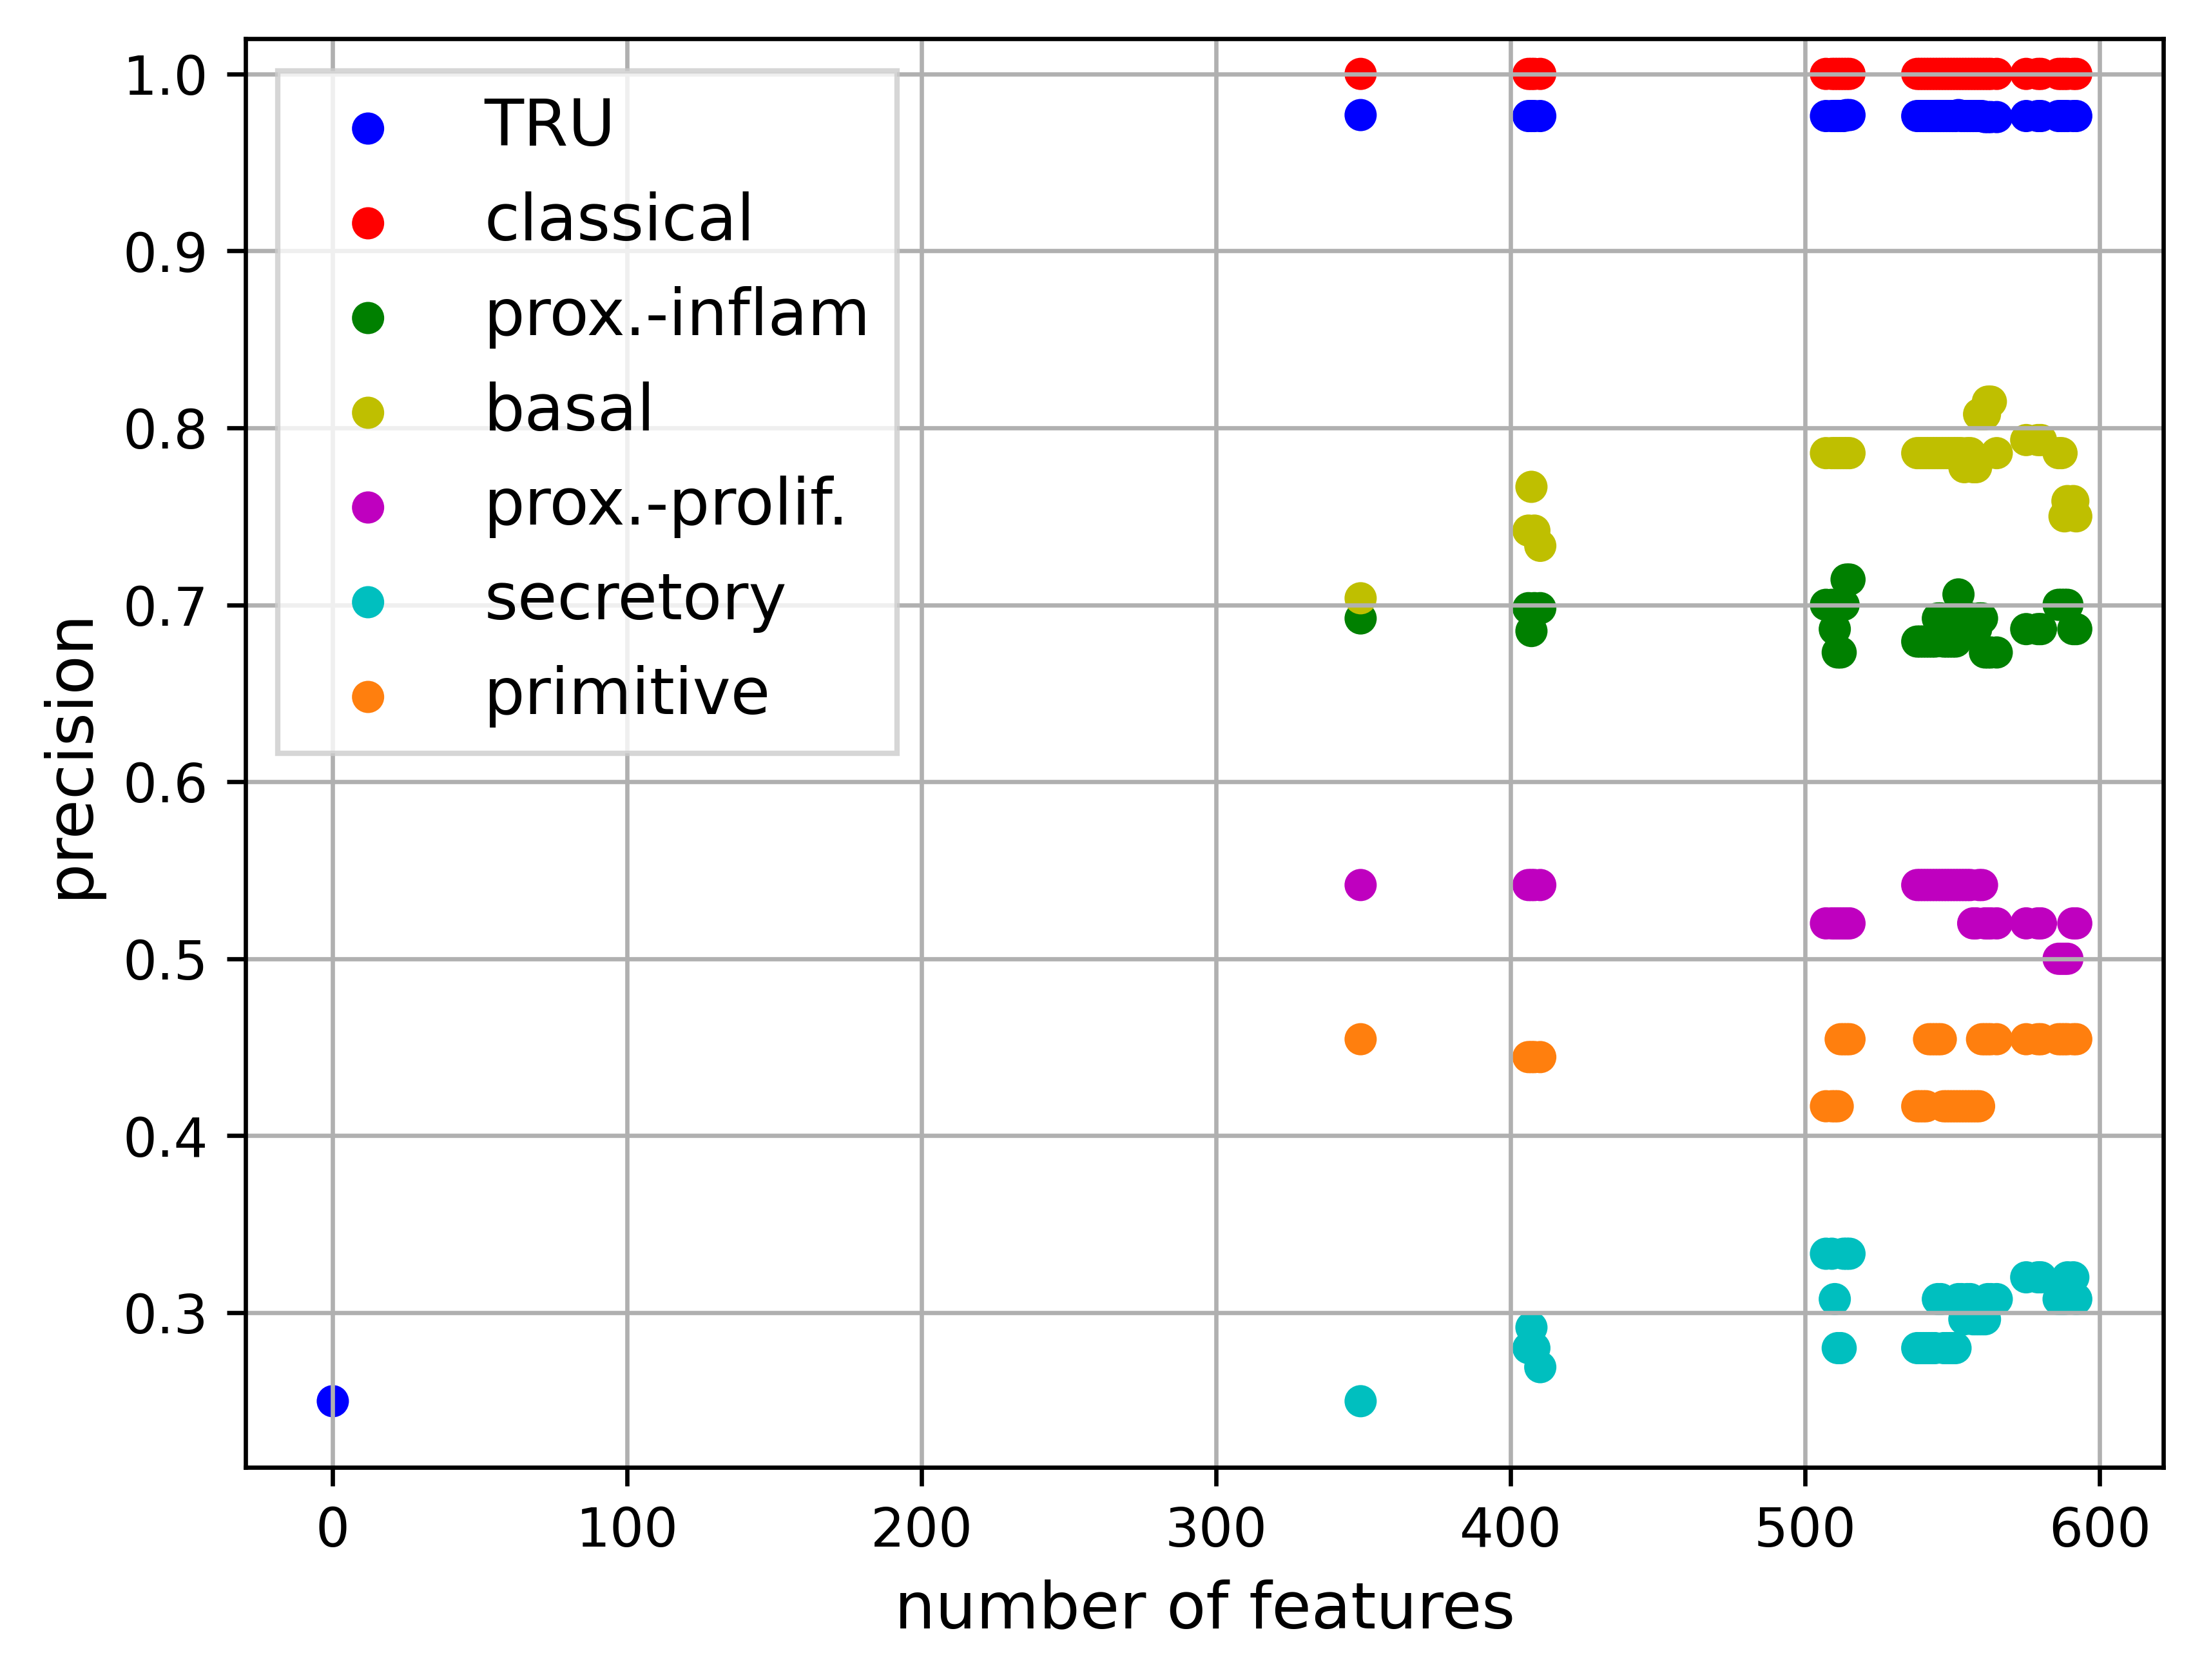 1.0
0.9
0.8
0.7
0.6
0.5
0.4
0.3
precision
TRU
classical
prox.-inflam
basal
prox.-prolif.
secretory
primitive
0 100 200 300 400 500 600
number of features